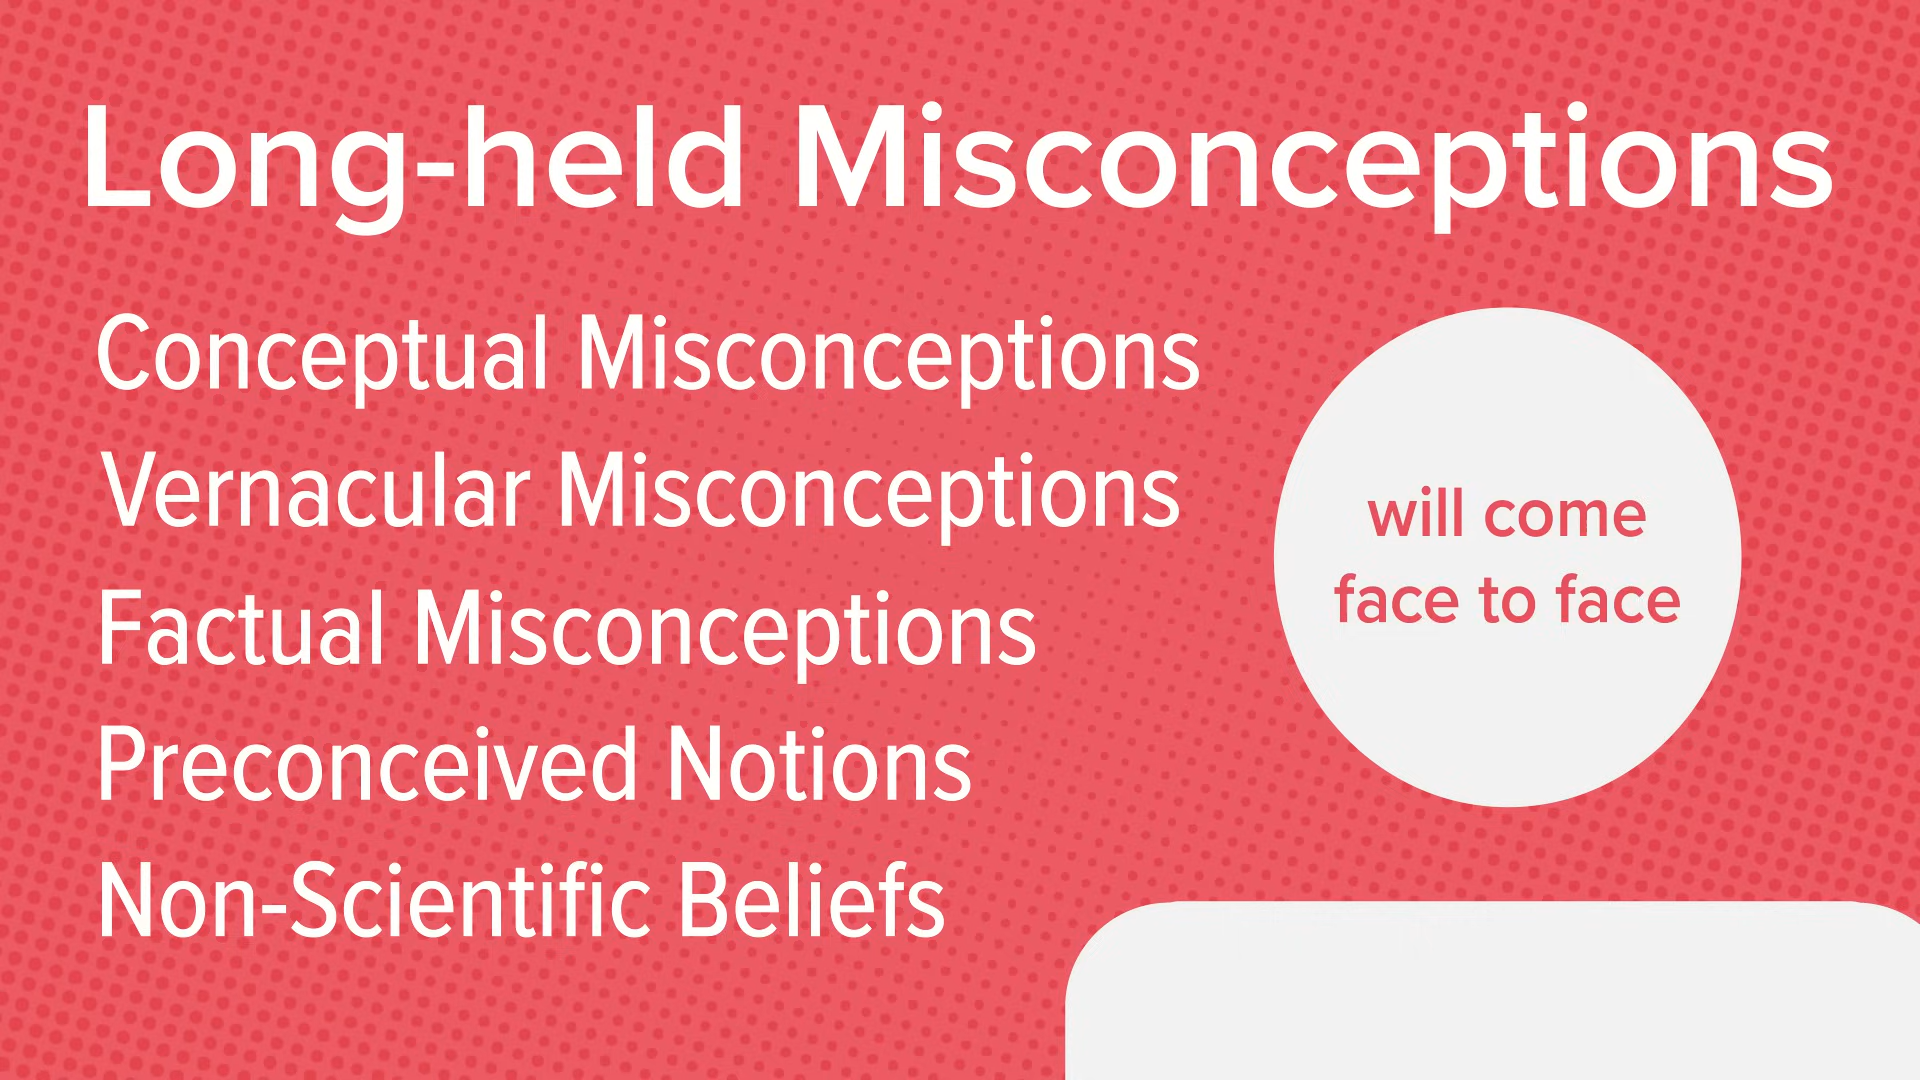 Long-held Misconceptions
Conceptual Misconceptions
Vernacular Misconceptions
Factual Misconceptions
Preconceived Notions
Non-Scientific Beliefs
will come
face to face